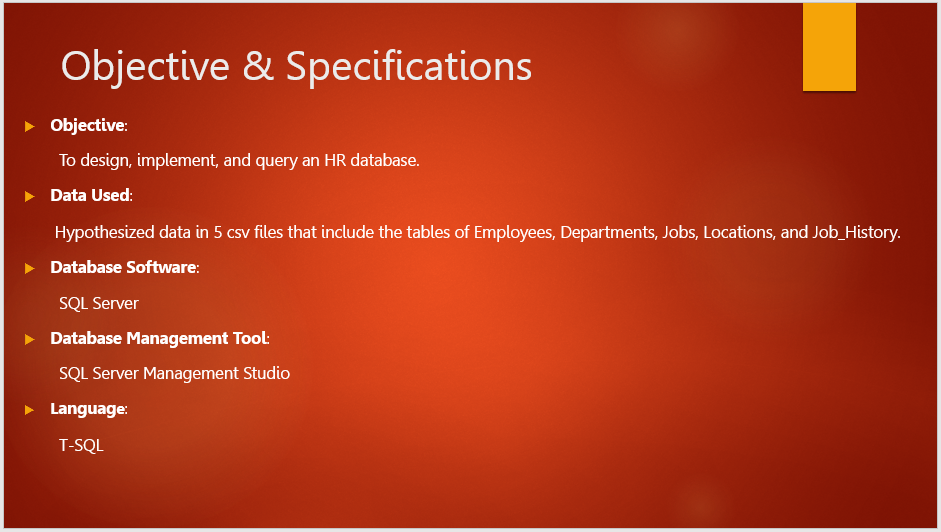 Objective & Specifications
Objective:
To design, implement, and query an HR database.
Data Used:
Hypothesized data in 5 csv files that include the tables of Employees, Departments, Jobs, Locations, and Job_History.
Database Software:
SQL Server
Database Management Tool:
SQL Server Management Studio
Language:
T-SQL